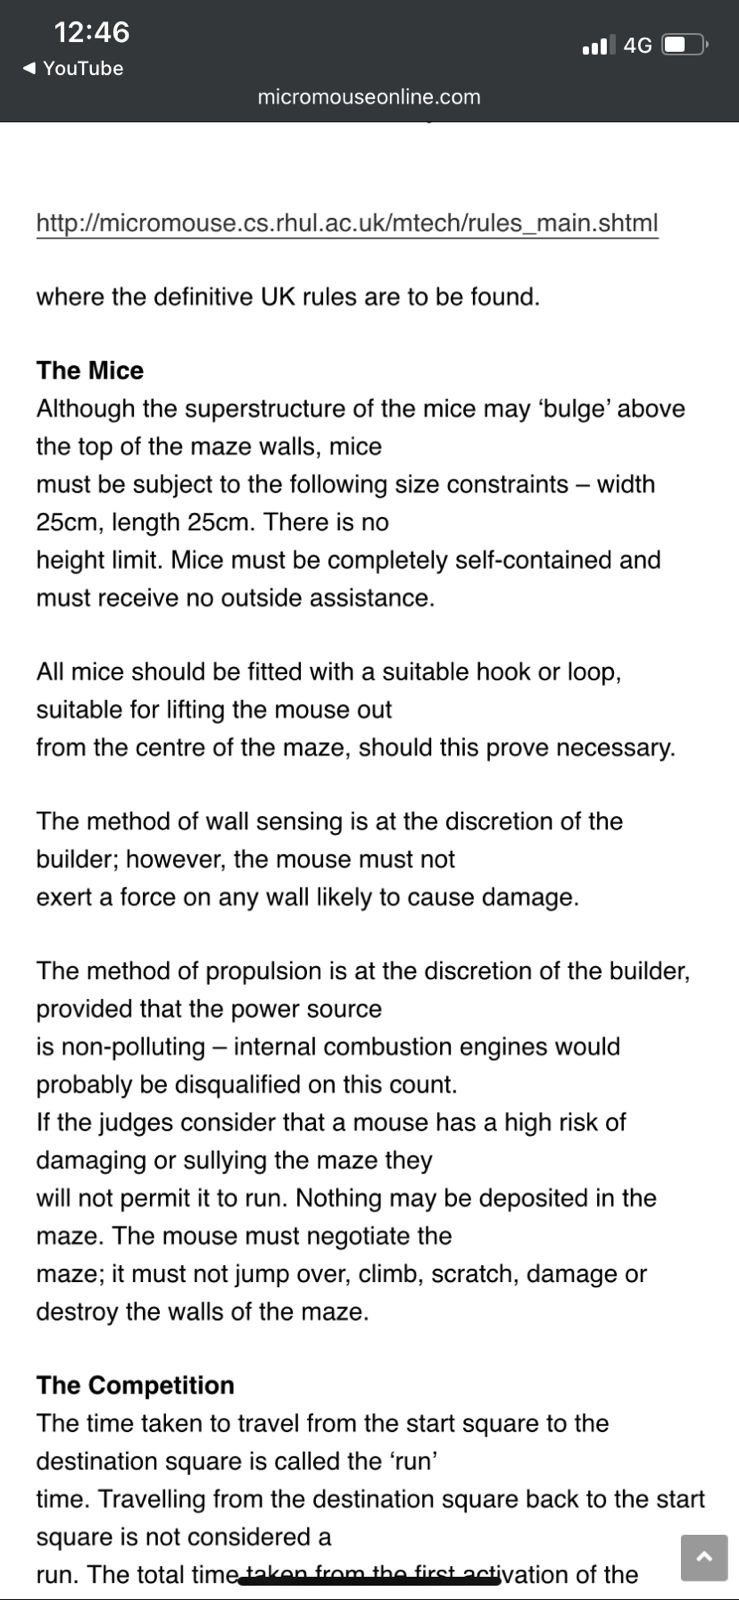 12:46
4G
◀ YouTube
micromouseonline.com
http://micromouse.cs.rhul.ac.uk/mtech/rules_main.shtml
where the definitive UK rules are to be found.
The Mice
Although the superstructure of the mice may ‘bulge’ above
the top of the maze walls, mice
must be subject to the following size constraints – width
25cm, length 25cm. There is no
height limit. Mice must be completely self-contained and
must receive no outside assistance.
All mice should be fitted with a suitable hook or loop,
suitable for lifting the mouse out
from the centre of the maze, should this prove necessary.
The method of wall sensing is at the discretion of the
builder; however, the mouse must not
exert a force on any wall likely to cause damage.
The method of propulsion is at the discretion of the builder,
provided that the power source
is non-polluting – internal combustion engines would
probably be disqualified on this count.
If the judges consider that a mouse has a high risk of
damaging or sullying the maze they
will not permit it to run. Nothing may be deposited in the
maze. The mouse must negotiate the
maze; it must not jump over, climb, scratch, damage or
destroy the walls of the maze.
The Competition
The time taken to travel from the start square to the
destination square is called the ‘run’
time. Travelling from the destination square back to the start
square is not considered a
run. The total time taken from the first activation of the